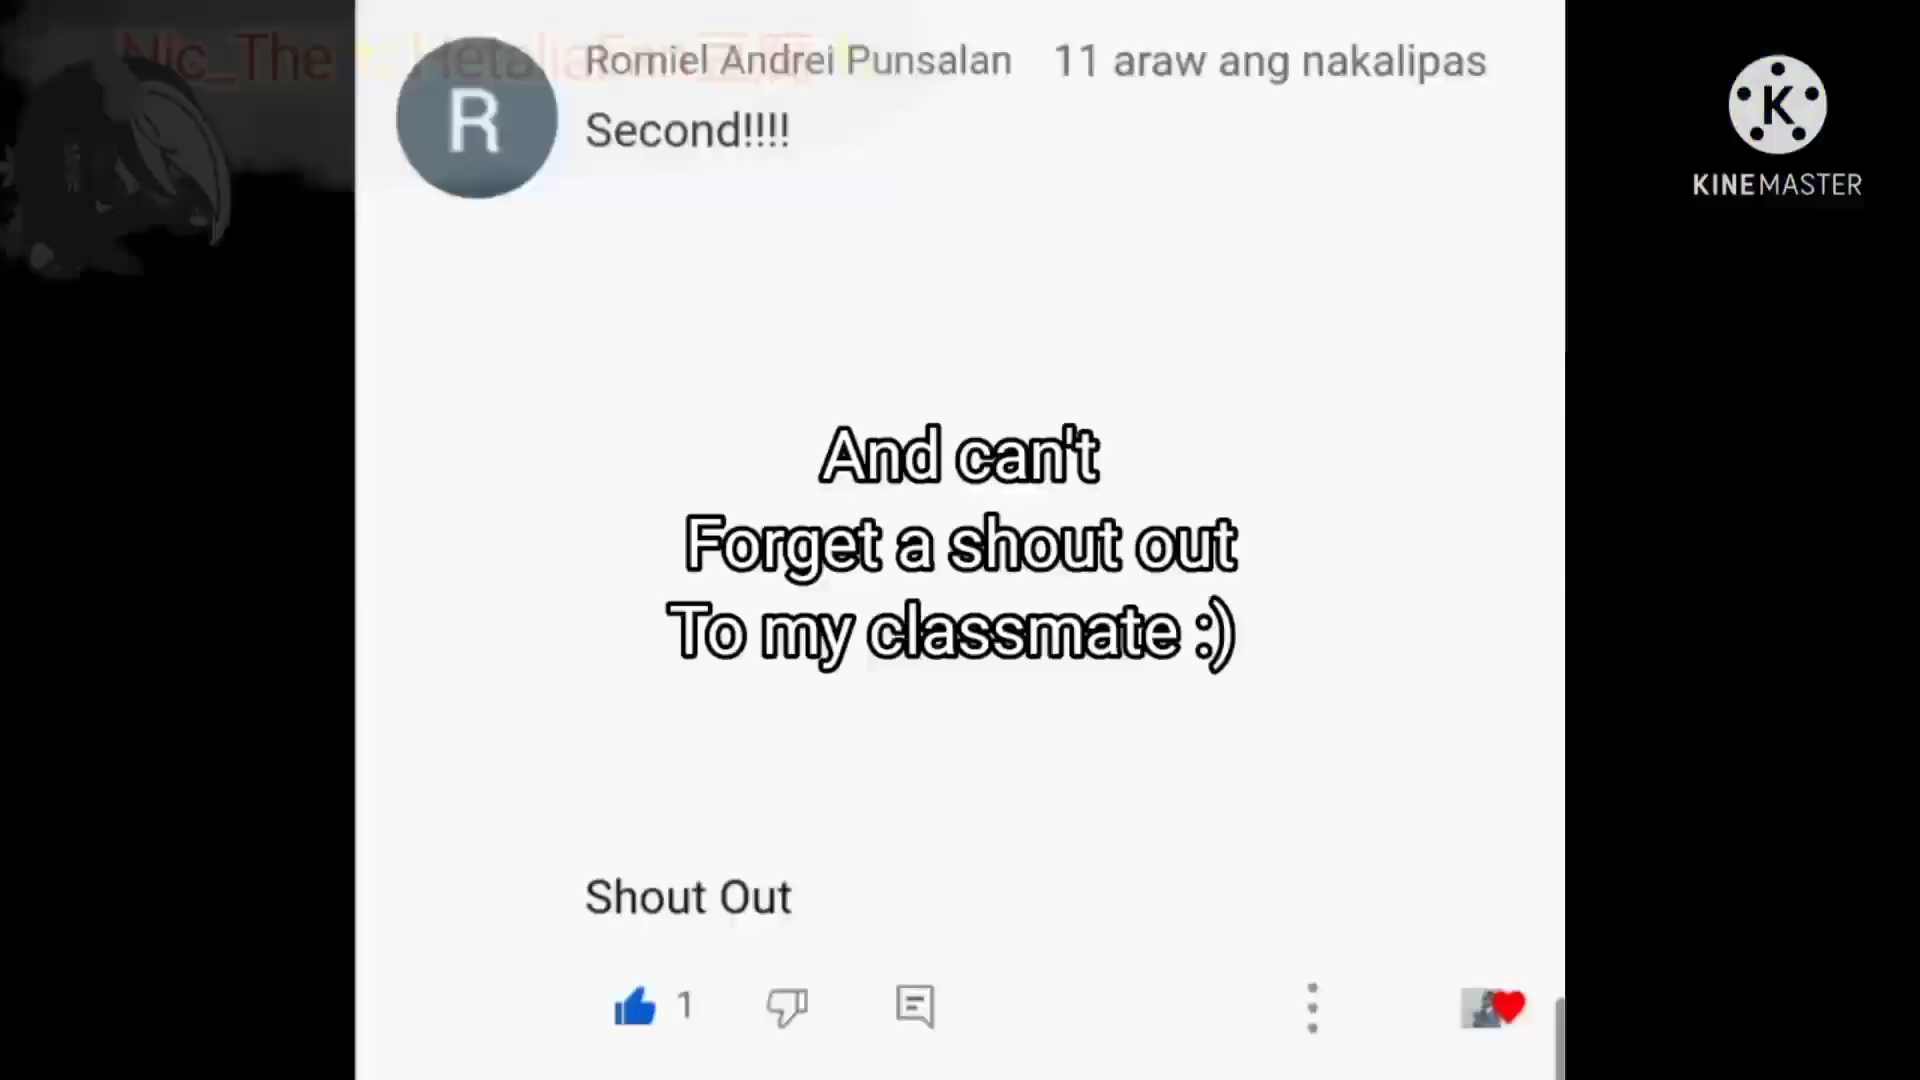 Nic_The
Romiel Andrei Punsalan 11 araw ang nakalipas
R
Second!!!!
KINEMASTER
And can't
Forget a shout out
To my classmate :)
Shout Out
1